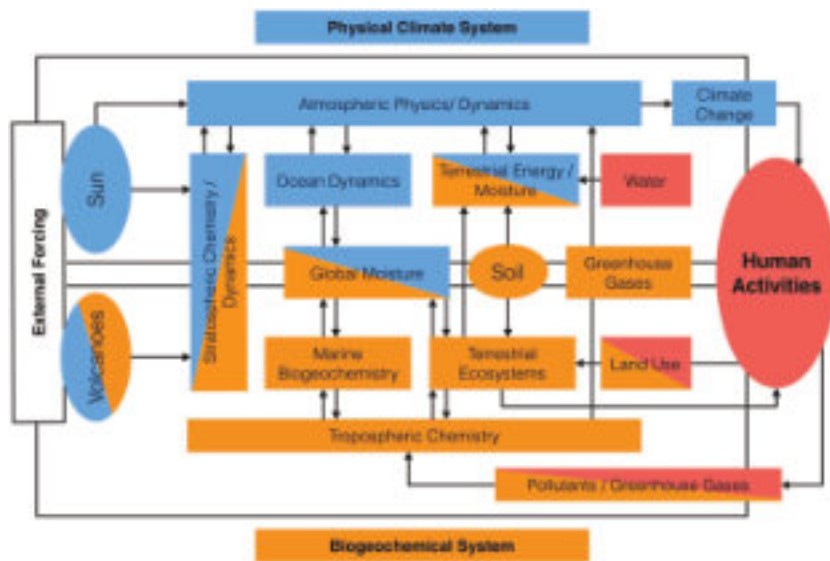 Physical Climate System
Atmospheric Physics/ Dynamics
Climate
Change
External Forcing
Sun
Stratospheric Chemistry /
Dynamics
Ocean Dynamics
Terrestrial Energy /
Moisture
Water
Global Moisture
Soil
Greenhouse
Gases
Human
Activities
Volcanoes
Marine
Biogeochemistry
Terrestrial
Ecosystems
Land Use
Tropospheric Chemistry
Pollutants / Greenhouse Gases
Biogeochemical System